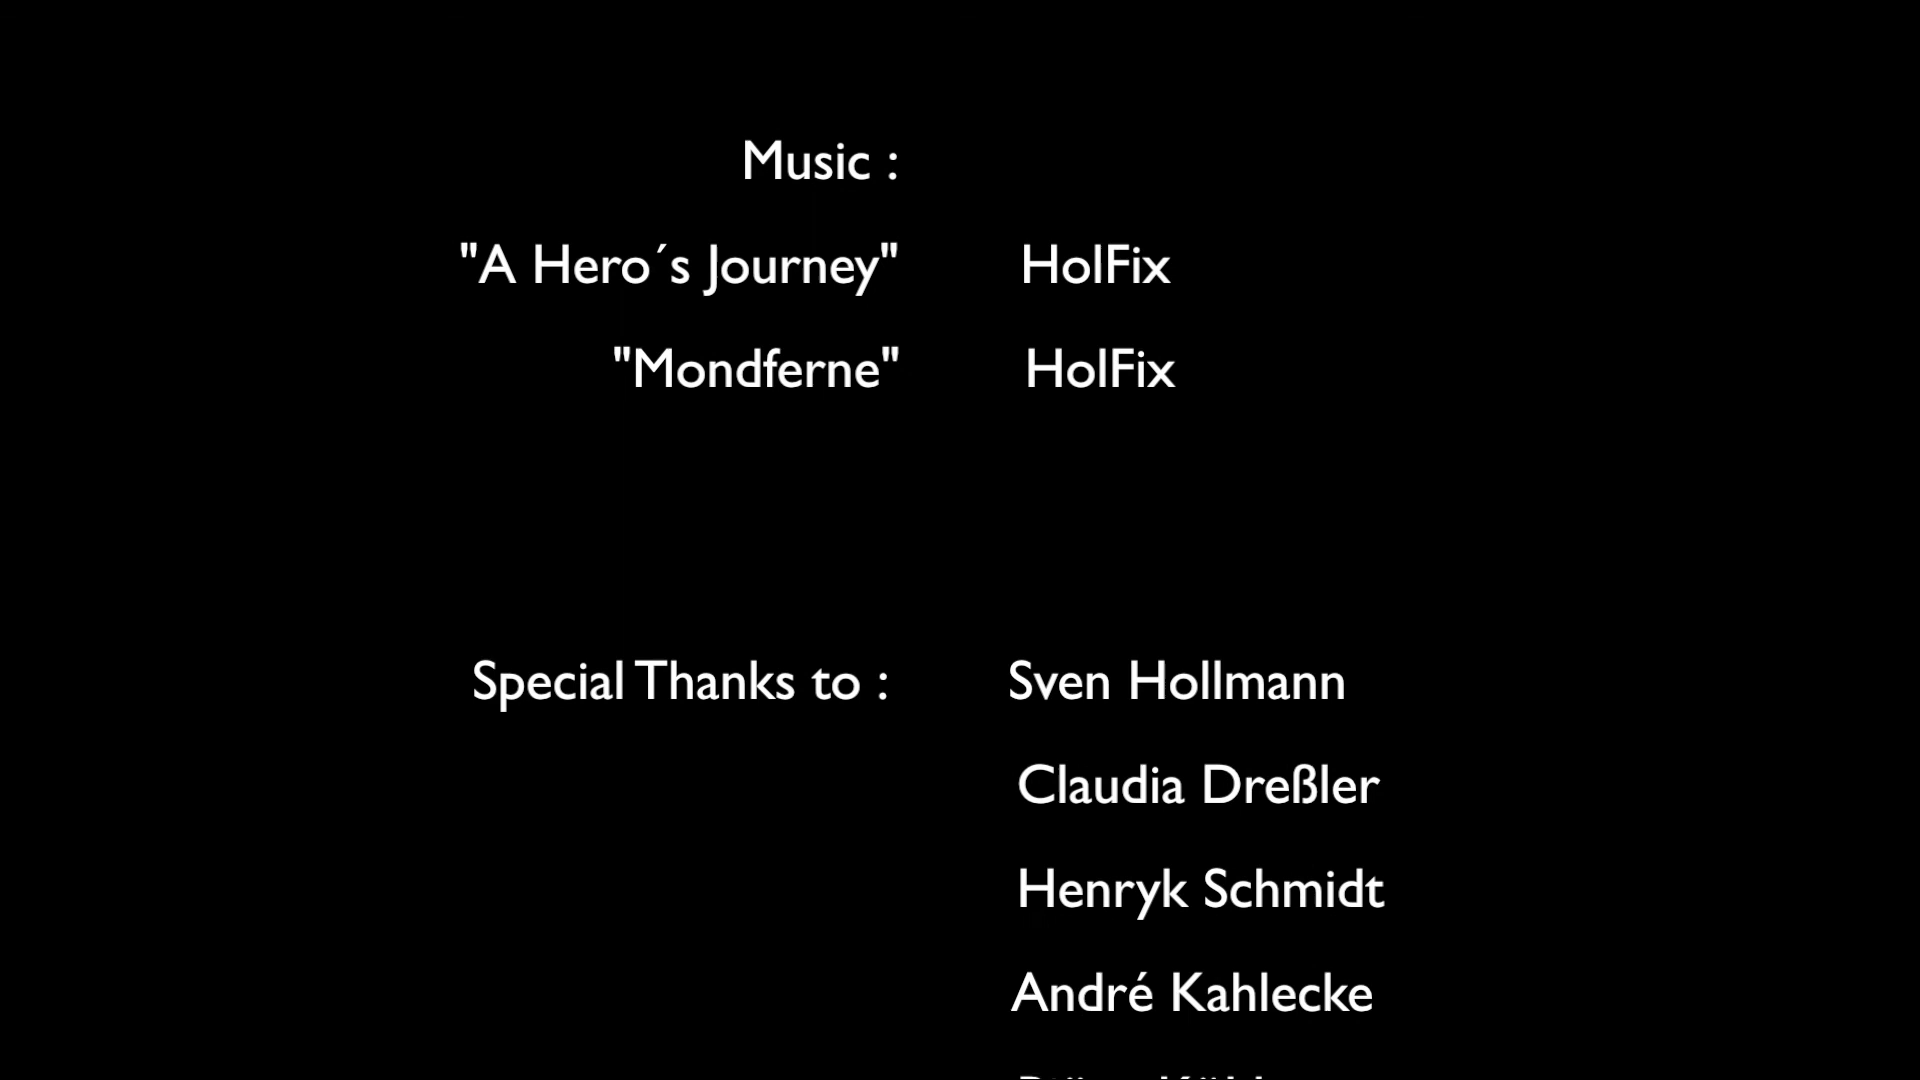 Music :
"A Hero´s Journey" HolFix
"Mondferne" HolFix
Special Thanks to : Sven Hollmann
Claudia Dreßler
Henryk Schmidt
André Kahlecke